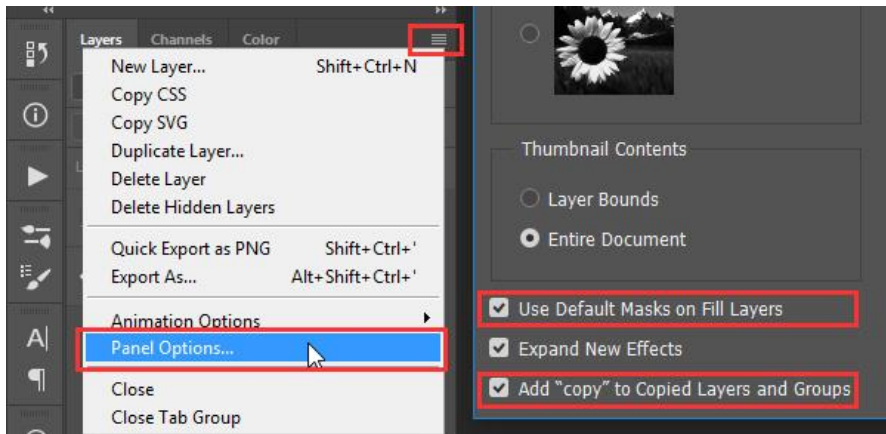 Layers Channels Color
New Layer... Shift+Ctrl+N
Copy CSS
Copy SVG
Duplicate Layer...
Delete Layer
Delete Hidden Layers
Quick Export as PNG Shift+Ctrl+'
Export As... Alt+Shift+Ctrl+'
Animation Options
Panel Options...
Close
Close Tab Group
Thumbnail Contents
Layer Bounds
Entire Document
Use Default Masks on Fill Layers
Expand New Effects
Add "copy" to Copied Layers and Groups